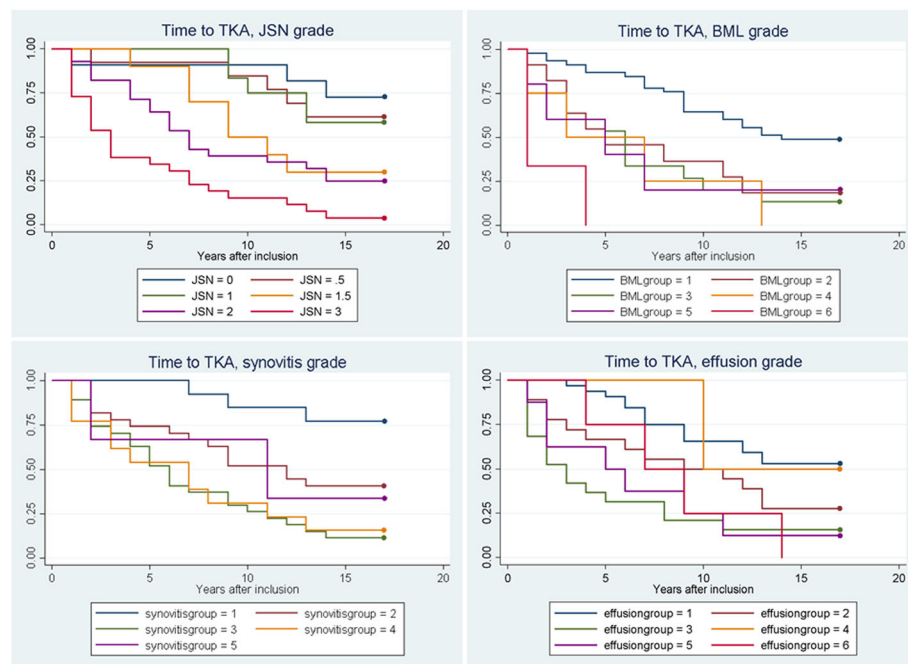 Time to TKA, JSN grade
1.00
0.75
0.50
0.25
0.00
0 5 10 15 20
Years after inclusion
JSN = 0 JSN = .5
JSN = 1 JSN = 1.5
JSN = 2 JSN = 3
Time to TKA, BML grade
1.00
0.75
0.50
0.25
0.00
0 5 10 15 20
Years after inclusion
BMLgroup = 1 BMLgroup = 2
BMLgroup = 3 BMLgroup = 4
BMLgroup = 5 BMLgroup = 6
Time to TKA, synovitis grade
1.00
0.75
0.50
0.25
0.00
0 5 10 15 20
Years after inclusion
synovitisgroup = 1 synovitisgroup = 2
synovitisgroup = 3 synovitisgroup = 4
synovitisgroup = 5
Time to TKA, effusion grade
1.00
0.75
0.50
0.25
0.00
0 5 10 15 20
Years after inclusion
effusiongroup = 1 effusiongroup = 2
effusiongroup = 3 effusiongroup = 4
effusiongroup = 5 effusiongroup = 6